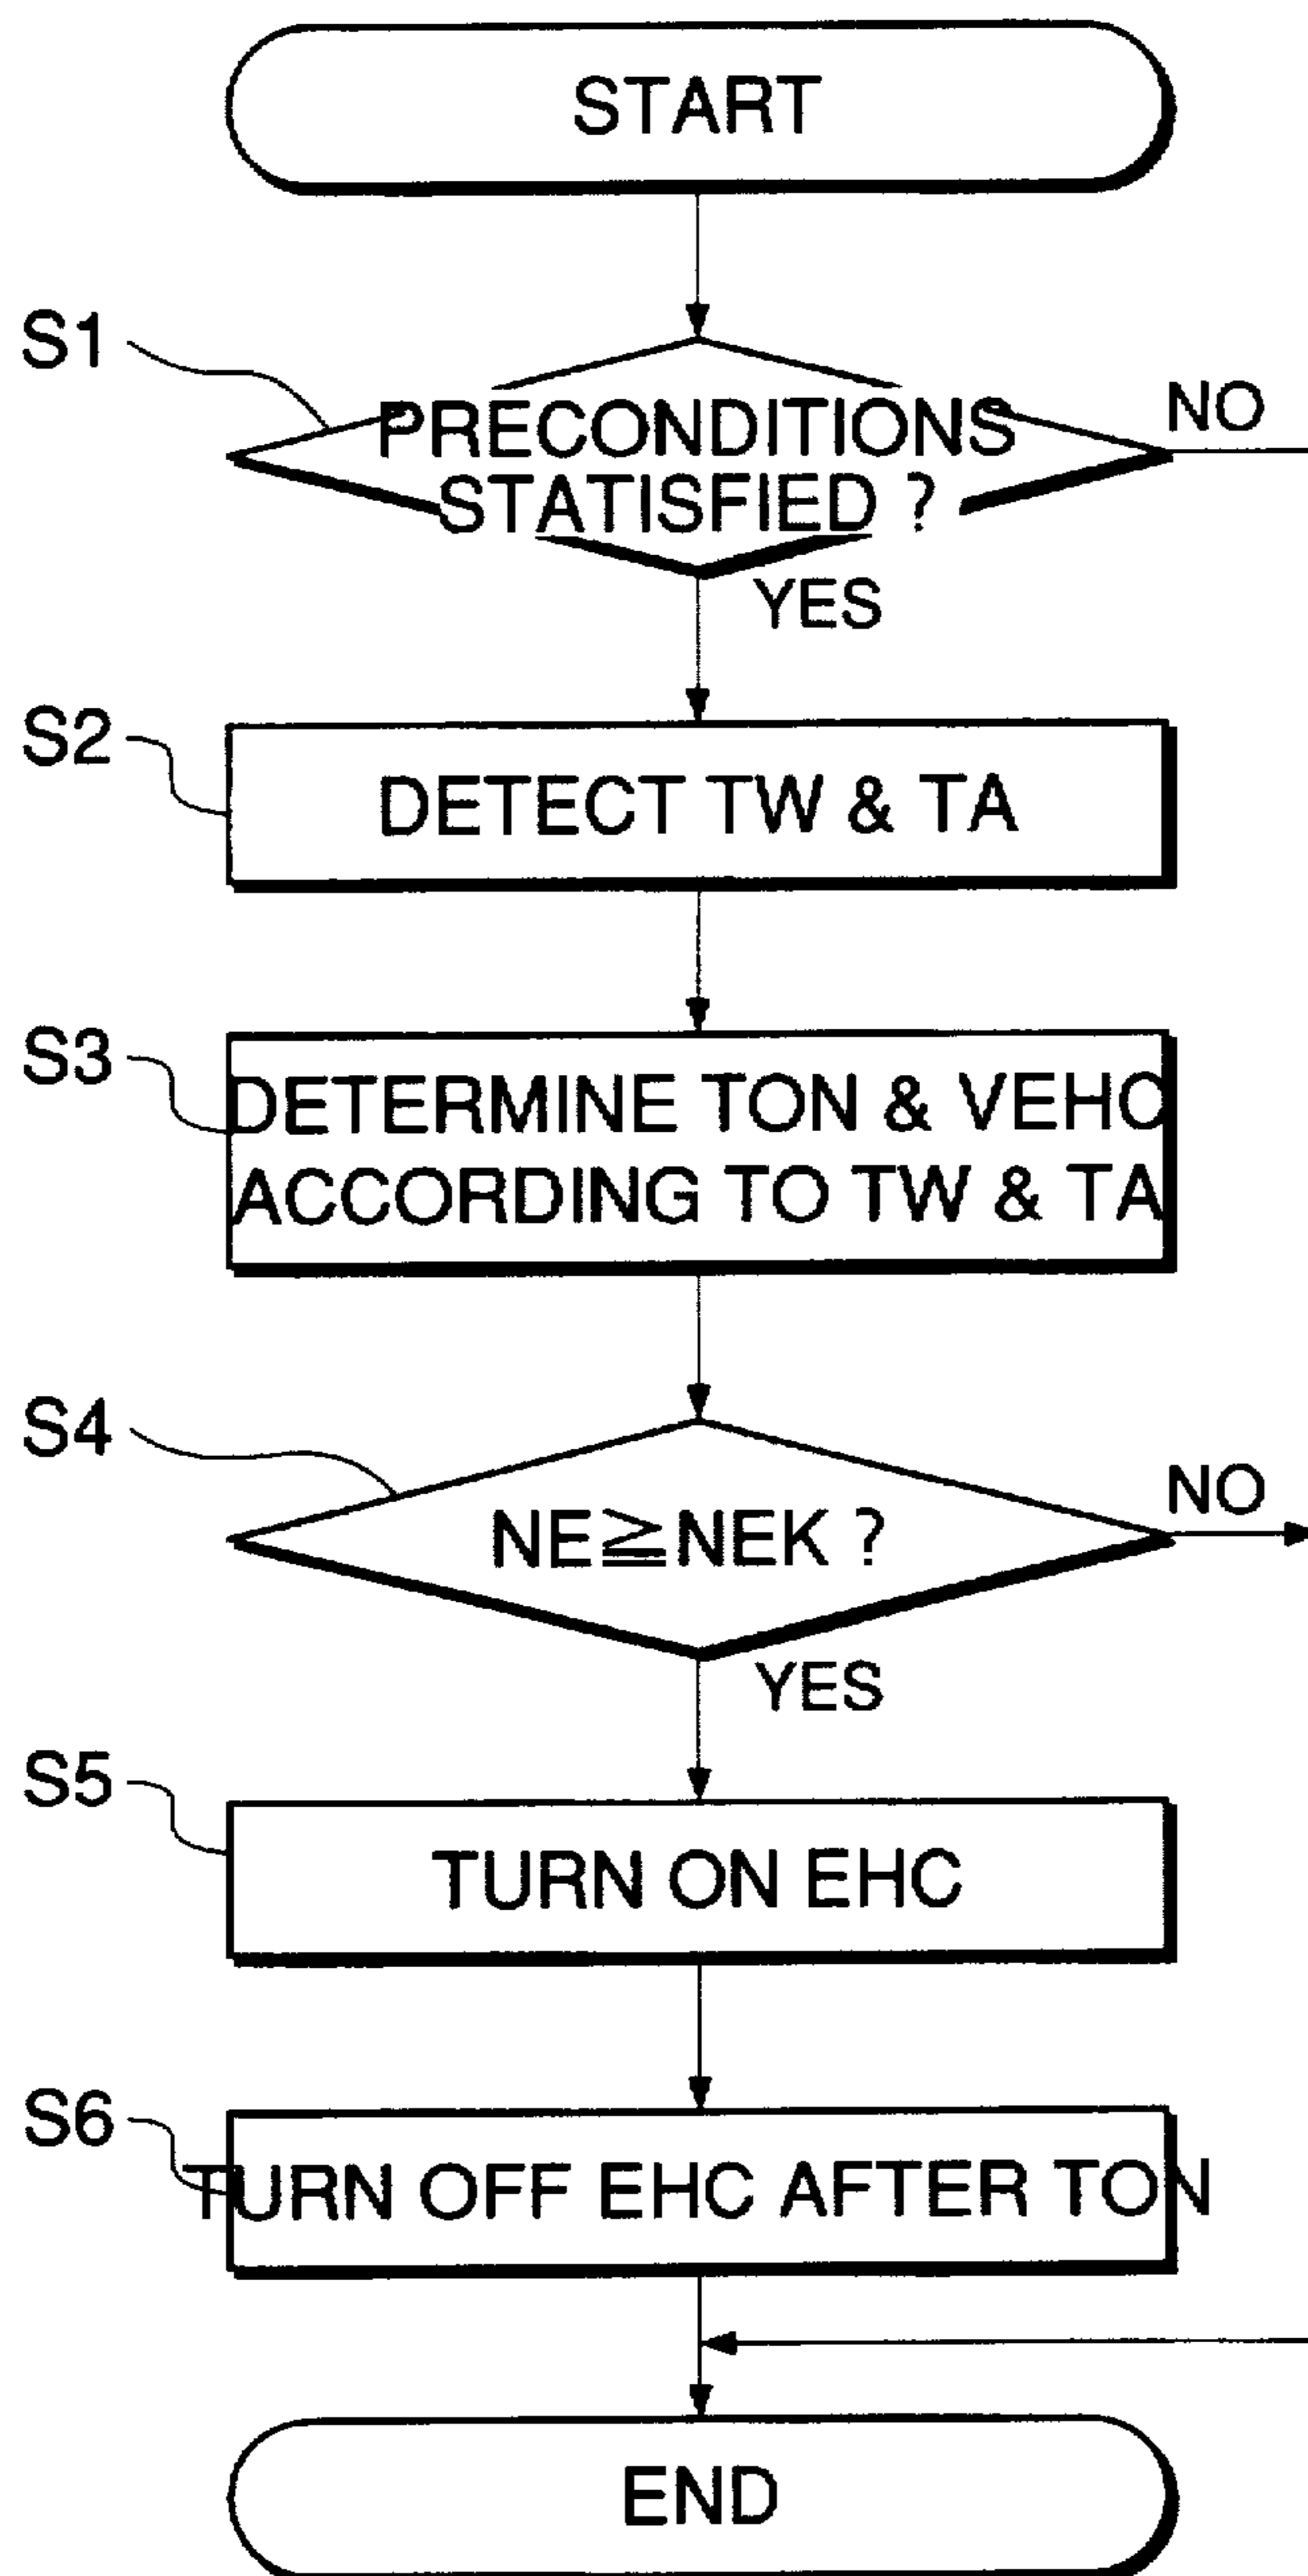 START
S1
PRECONDITIONS
STATISFIED ?
NO
YES
S2
DETECT TW & TA
S3
DETERMINE TON & VEHC
ACCORDING TO TW & TA
S4
NE≧NEK ?
NO
YES
S5
TURN ON EHC
S6
TURN OFF EHC AFTER TON
END